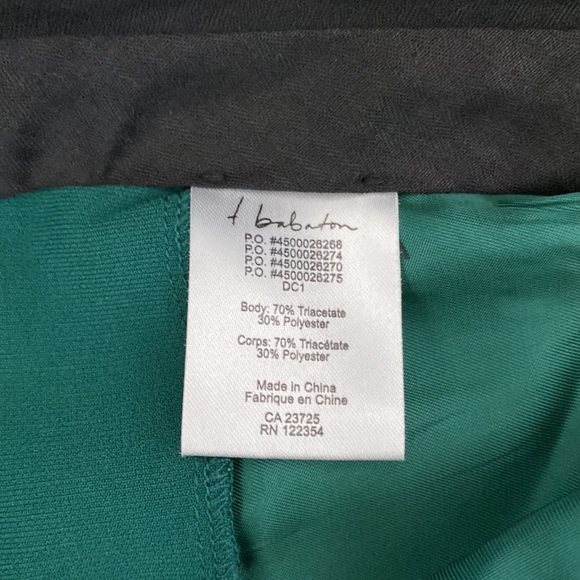 t babaton
P.O. #4500026268
P.O. #4500026274
P.O. #4500026270
P.O. #4500026275
DC1
Body: 70% Triacetate
30% Polyester
Corps: 70% Triacétate
30% Polyester
Made in China
Fabrique en Chine
CA 23725
RN 122354